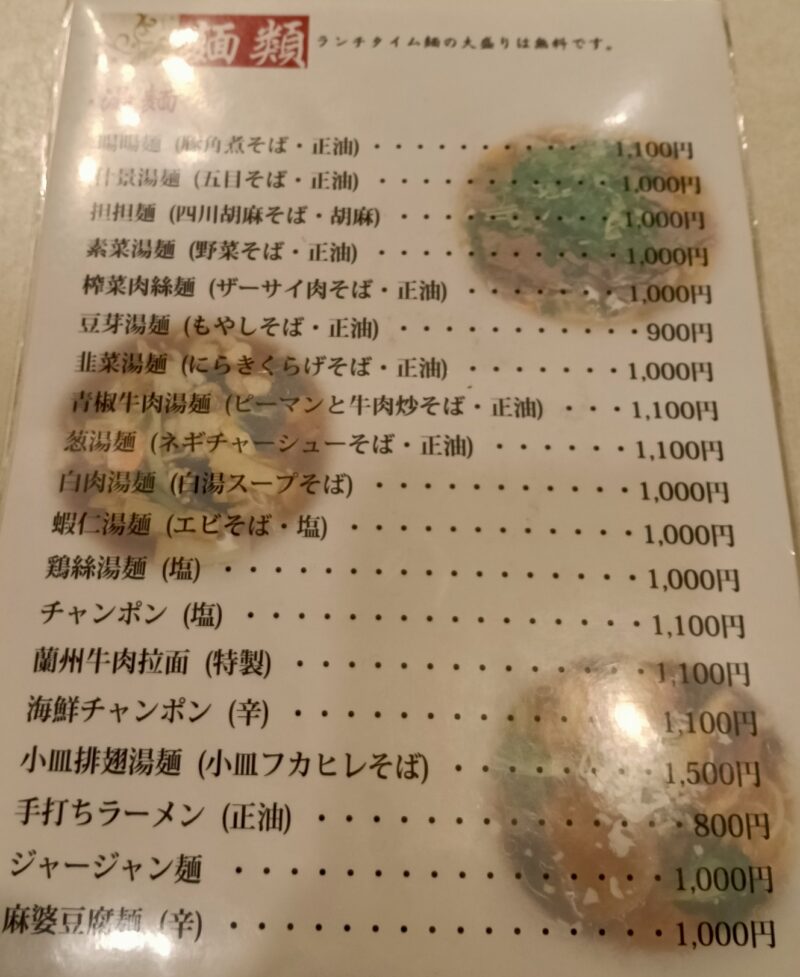 麺類 ランチタイム麺の大盛りは無料です。
湯麺
(豚角煮そば・正油)・・・・・・・・・・・1,100円
什景湯麺 (五目そば・正油)・・・・・・・・・・・1,000円
担担麺 (四川胡麻そば・胡麻)・・・・・・・・・・1,000円
素菜湯麺 (野菜そば・正油)・・・・・・・・・・・1,000円
榨菜肉絲麺 (ザーサイ肉そば・正油)・・・・・・・1,000円
豆芽湯麺 (もやしそば・正油)・・・・・・・・・・・900円
韭菜湯麺 (にらきくらげそば・正油)・・・・・・・1,000円
青椒牛肉湯麺 (ピーマンと牛肉炒そば・正油)・・・1,100円
葱湯麺 (ネギチャーシューそば・正油)・・・・・・1,100円
白肉湯麺 (白湯スープそば)・・・・・・・・・・・1,000円
蝦仁湯麺 (エビそば・塩)・・・・・・・・・・・・1,000円
鶏絲湯麺 (塩)・・・・・・・・・・・・・・・・・1,000円
チャンポン (塩)・・・・・・・・・・・・・・・・1,100円
蘭州牛肉拉面 (特製)・・・・・・・・・・・・・・1,100円
海鮮チャンポン (辛)・・・・・・・・・・・・・・1,100円
小皿排翅湯麺 (小皿フカヒレそば)・・・・・・・・1,500円
手打ちラーメン (正油)・・・・・・・・・・・・・・800円
ジャージャン麺 ・・・・・・・・・・・・・・・・1,000円
麻婆豆腐麺 (辛)・・・・・・・・・・・・・・・・1,000円